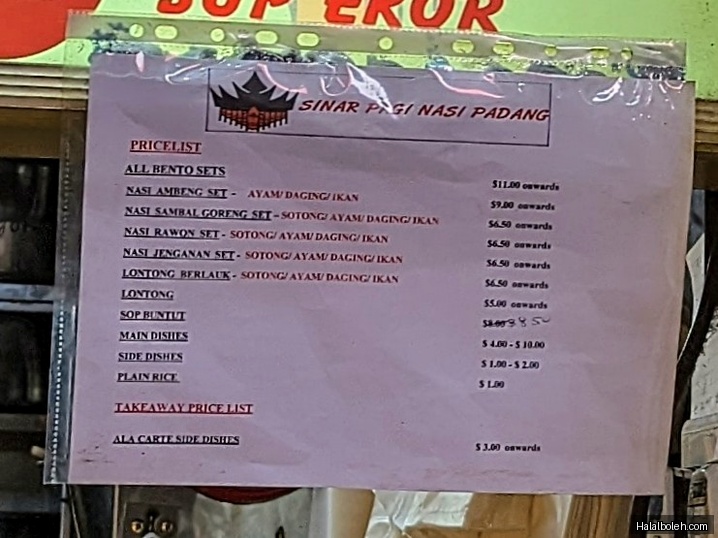 SOP EKOR
SINAR PAGI NASI PADANG
PRICELIST
ALL BENTO SETS $11.00 onwards
NASI AMBENG SET - AYAM/ DAGING/ IKAN $9.00 onwards
NASI SAMBAL GORENG SET - SOTONG/ AYAM/ DAGING/ IKAN $6.50 onwards
NASI RAWON SET - SOTONG/ AYAM/ DAGING/ IKAN $6.50 onwards
NASI JENGANAN SET - SOTONG/ AYAM/ DAGING/ IKAN $6.50 onwards
LONTONG BERLAUK - SOTONG/ AYAM/ DAGING/ IKAN $6.50 onwards
LONTONG $5.00 onwards
SOP BUNTUT $8.00 8.50
MAIN DISHES $ 4.00 - $ 10.00
SIDE DISHES $ 1.00 - $ 2.00
PLAIN RICE $ 1.00
TAKEAWAY PRICE LIST
ALA CARTE SIDE DISHES $ 3.00 onwards
Halalboleh.com